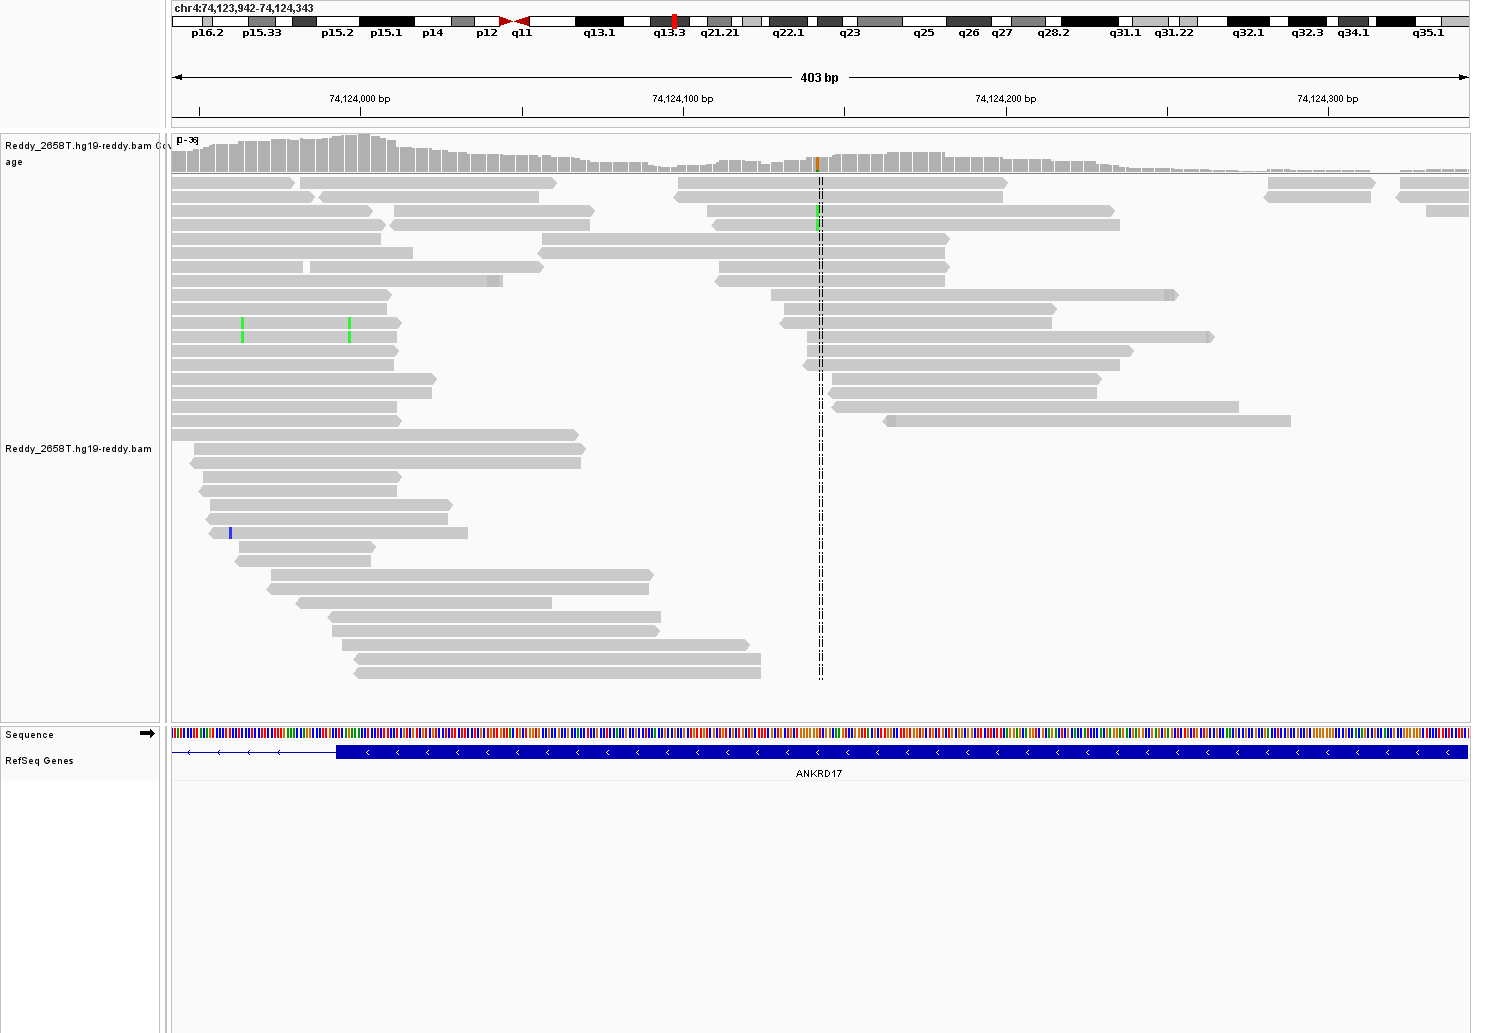 chr4:74,123,942-74,124,343
p16.2 p15.33 p15.2 p15.1 p14 p12 q11 q13.1 q13.3 q21.21 q22.1 q23 q25 q26 q27 q28.2 q31.1 q31.22 q32.1 q32.3 q34.1 q35.1
403 bp
74,124,000 bp 74,124,100 bp 74,124,200 bp 74,124,300 bp
Reddy_2658T.hg19-reddy.bam Cov
age
[0-36]
Reddy_2658T.hg19-reddy.bam
Sequence
RefSeq Genes
ANKRD17